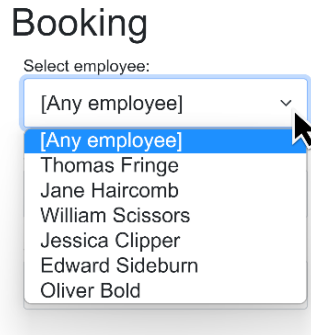 Booking
Select employee:
[Any employee]
[Any employee]
Thomas Fringe
Jane Haircomb
William Scissors
Jessica Clipper
Edward Sideburn
Oliver Bold